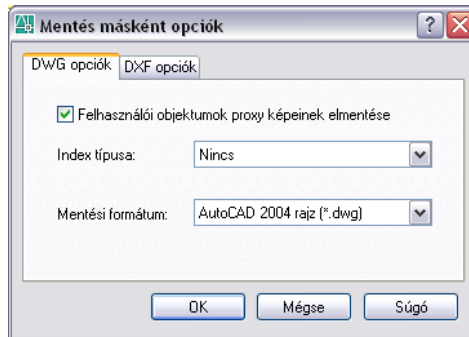 Mentés másként opciók
DWG opciók DXF opciók
Felhasználói objektumok proxy képeinek elmentése
Index típusa: Nincs
Mentési formátum: AutoCAD 2004 rajz (*.dwg)
OK Mégse Súgó